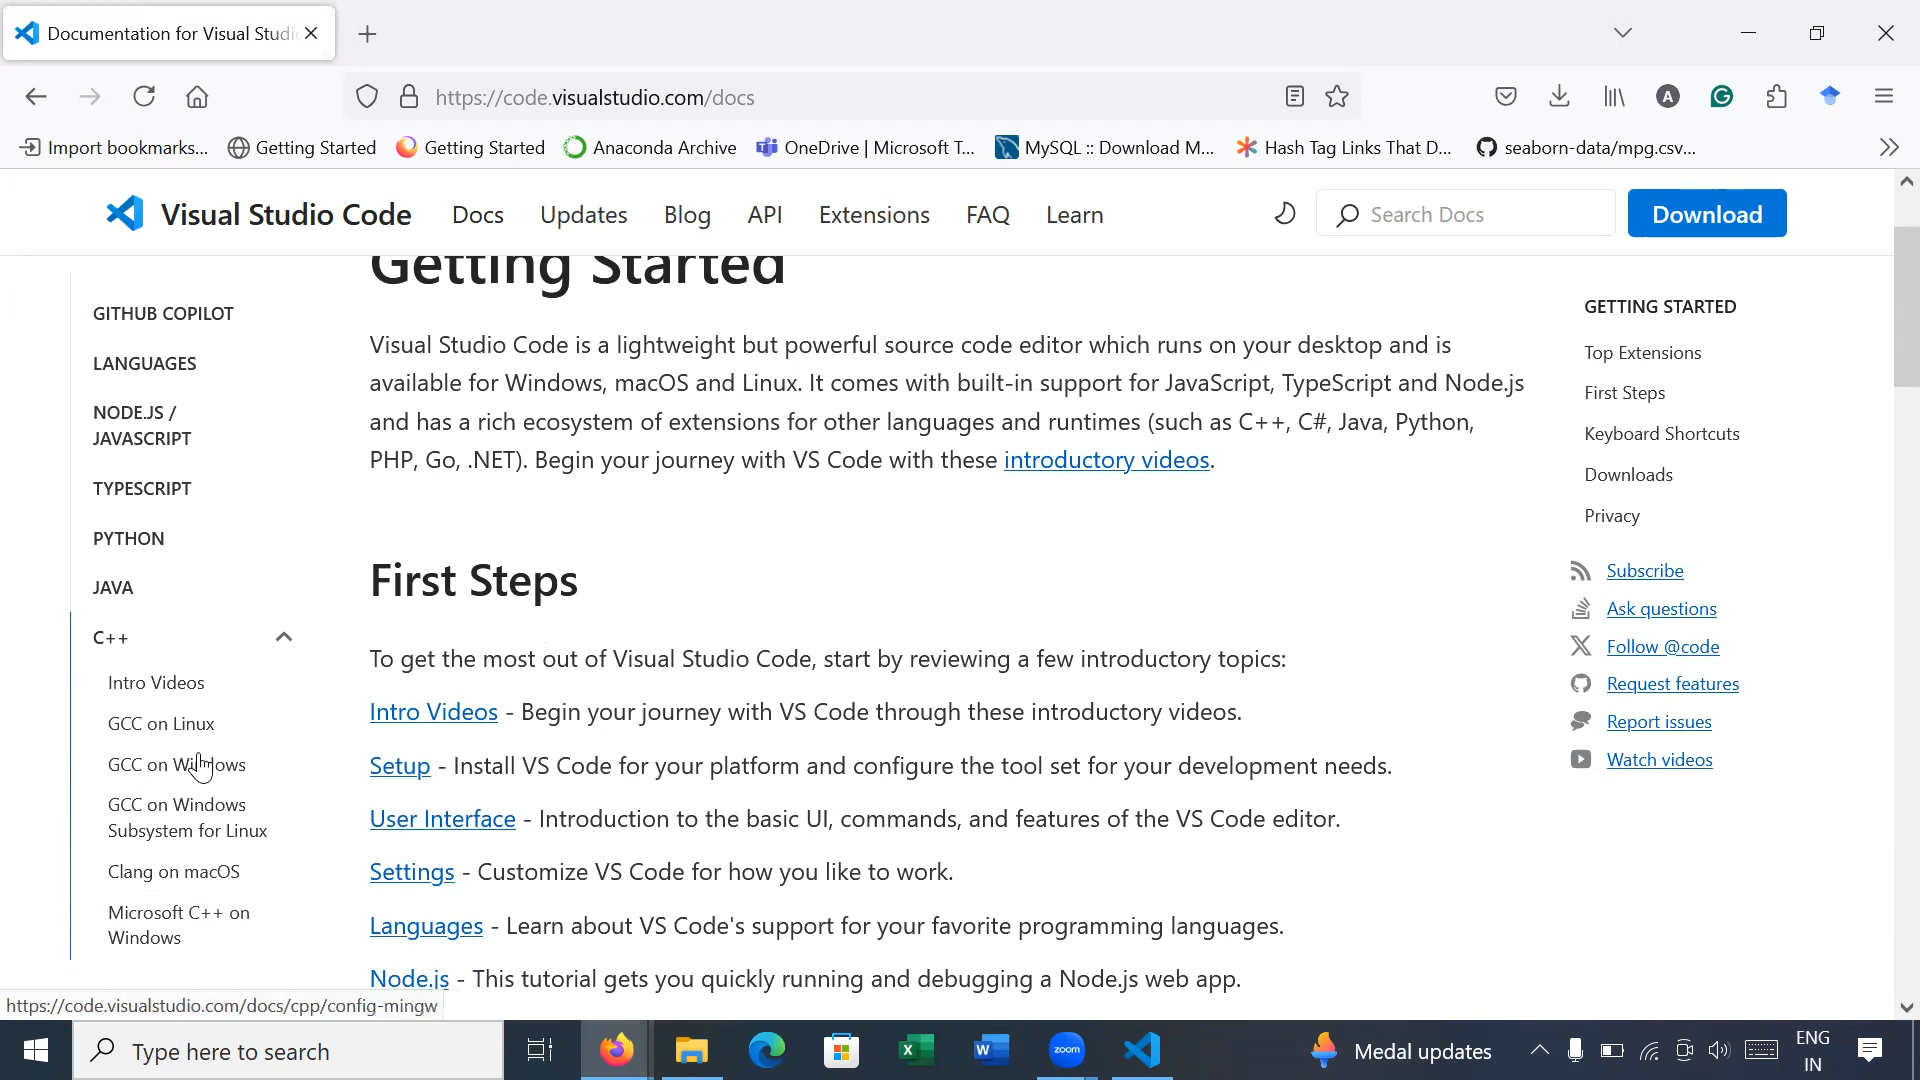 Documentation for Visual Studi
https://code.visualstudio.com/docs
Import bookmarks...
Getting Started
Getting Started
Anaconda Archive
OneDrive | Microsoft T...
MySQL :: Download M...
Hash Tag Links That D...
seaborn-data/mpg.csv...
Visual Studio Code
Docs
Updates
Blog
API
Extensions
FAQ
Learn
Search Docs
Download
GITHUB COPILOT
LANGUAGES
NODE.JS /
JAVASCRIPT
TYPESCRIPT
PYTHON
JAVA
C++
Intro Videos
GCC on Linux
GCC on Windows
GCC on Windows
Subsystem for Linux
Clang on macOS
Microsoft C++ on
Windows
Getting Started
Visual Studio Code is a lightweight but powerful source code editor which runs on your desktop and is
available for Windows, macOS and Linux. It comes with built-in support for JavaScript, TypeScript and Node.js
and has a rich ecosystem of extensions for other languages and runtimes (such as C++, C#, Java, Python,
PHP, Go, .NET). Begin your journey with VS Code with these introductory videos.
First Steps
To get the most out of Visual Studio Code, start by reviewing a few introductory topics:
Intro Videos - Begin your journey with VS Code through these introductory videos.
Setup - Install VS Code for your platform and configure the tool set for your development needs.
User Interface - Introduction to the basic UI, commands, and features of the VS Code editor.
Settings - Customize VS Code for how you like to work.
Languages - Learn about VS Code's support for your favorite programming languages.
Node.js - This tutorial gets you quickly running and debugging a Node.js web app.
GETTING STARTED
Top Extensions
First Steps
Keyboard Shortcuts
Downloads
Privacy
Subscribe
Ask questions
Follow @code
Request features
Report issues
Watch videos
https://code.visualstudio.com/docs/cpp/config-mingw
Type here to search
zoom
Medal updates
ENG
IN